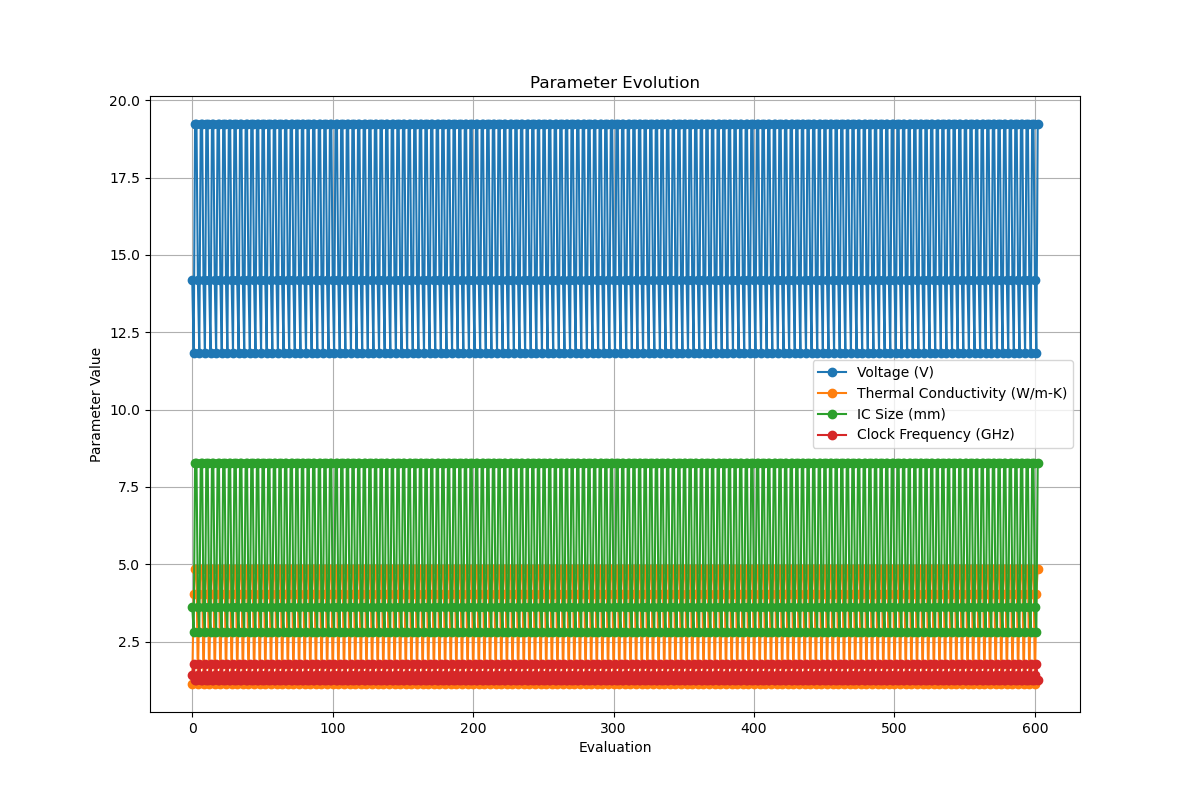 Parameter Evolution
20.0
17.5
15.0
12.5
10.0
7.5
5.0
2.5
Parameter Value
Voltage (V)
Thermal Conductivity (W/m-K)
IC Size (mm)
Clock Frequency (GHz)
0 100 200 300 400 500 600
Evaluation